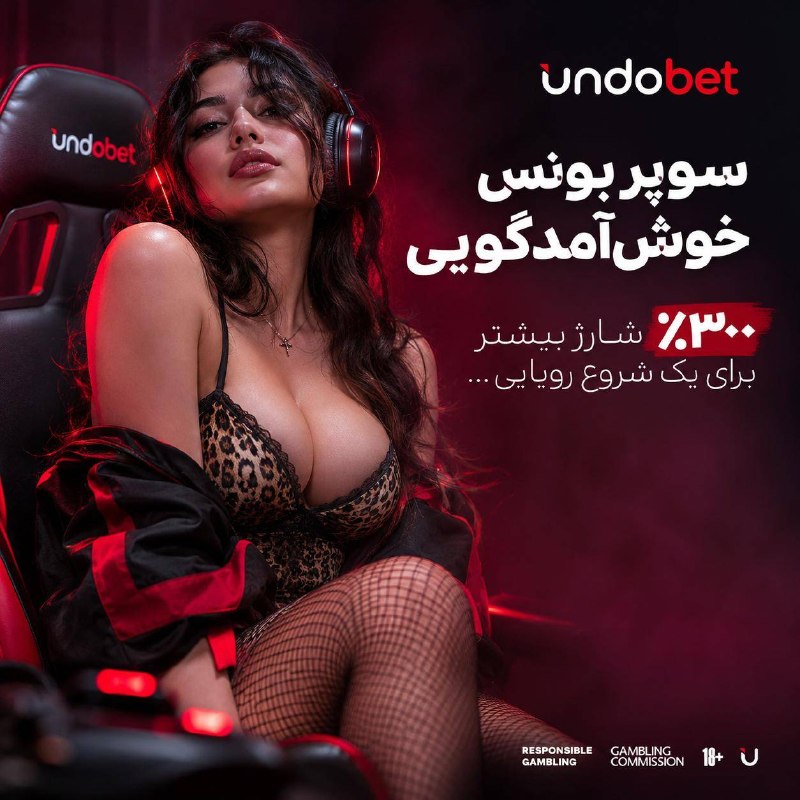 undobet
undobet
سوپر بونس
خوش‌آمدگویی
۳۰۰٪ شارژ بیشتر
برای یک شروع رویایی ...
RESPONSIBLE
GAMBLING
GAMBLING
COMMISSION
18+
U